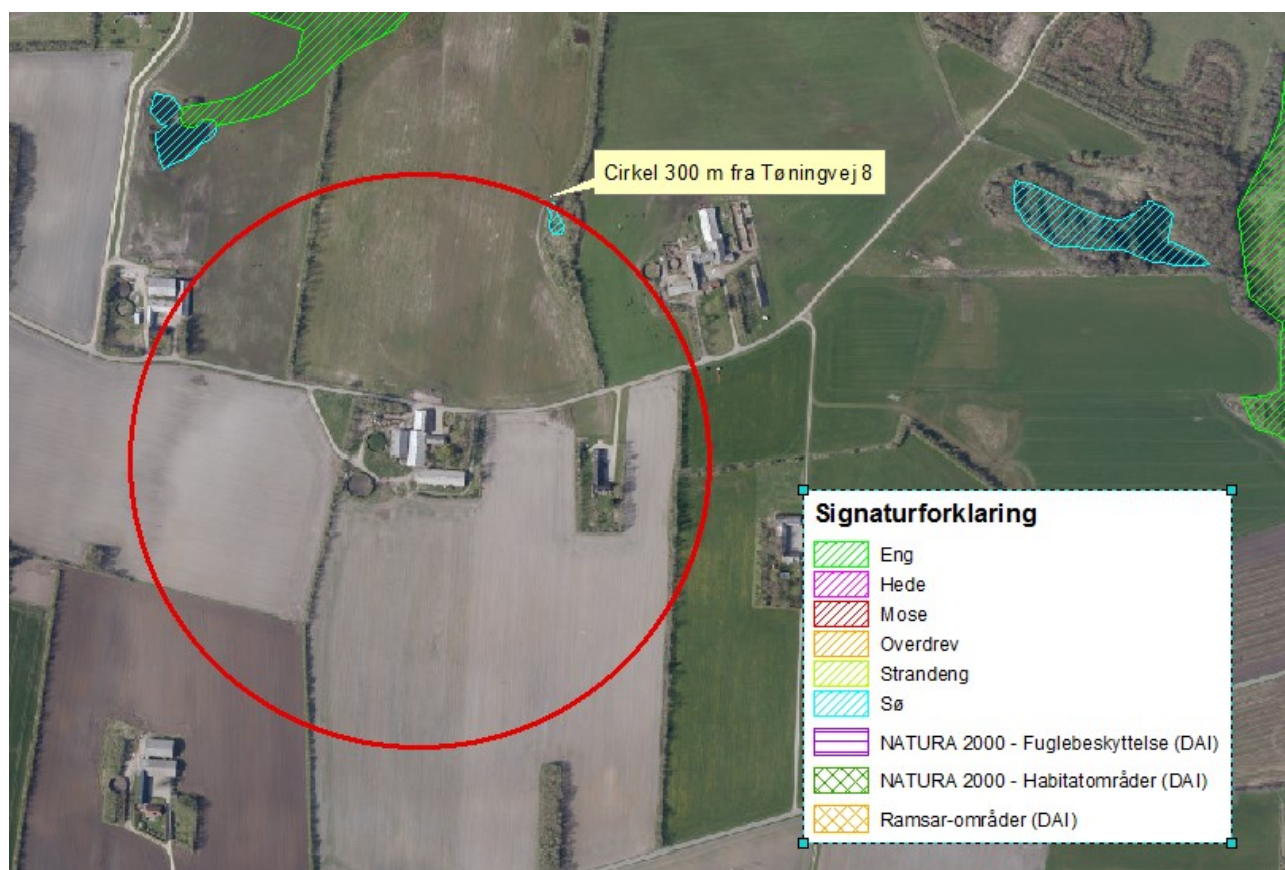 Cirkel 300 m fra Tøningvej 8
Signaturforklaring
Eng
Hede
Mose
Overdrev
Strandeng
Sø
NATURA 2000 - Fuglebeskyttelse (DAI)
NATURA 2000 - Habitatområder (DAI)
Ramsar-områder (DAI)